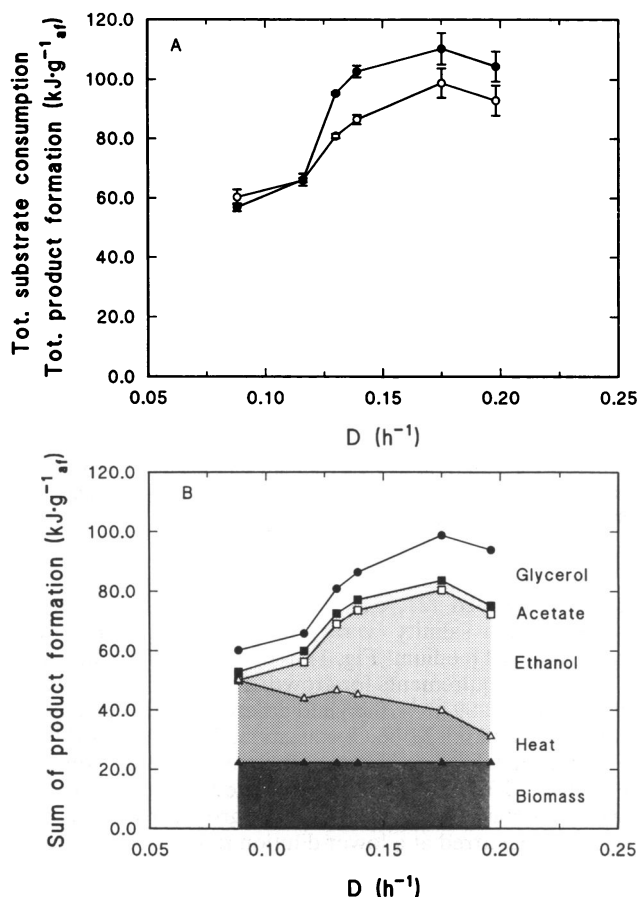 A
Tot. substrate consumption
Tot. product formation (kJ·g⁻¹af)
120.0
100.0
80.0
60.0
40.0
20.0
0.0
0.05
0.10
0.15
0.20
0.25
D (h⁻¹)
B
Sum of product formation (kJ·g⁻¹af)
120.0
100.0
80.0
60.0
40.0
20.0
0.0
Glycerol
Acetate
Ethanol
Heat
Biomass
0.05
0.10
0.15
0.20
0.25
D (h⁻¹)